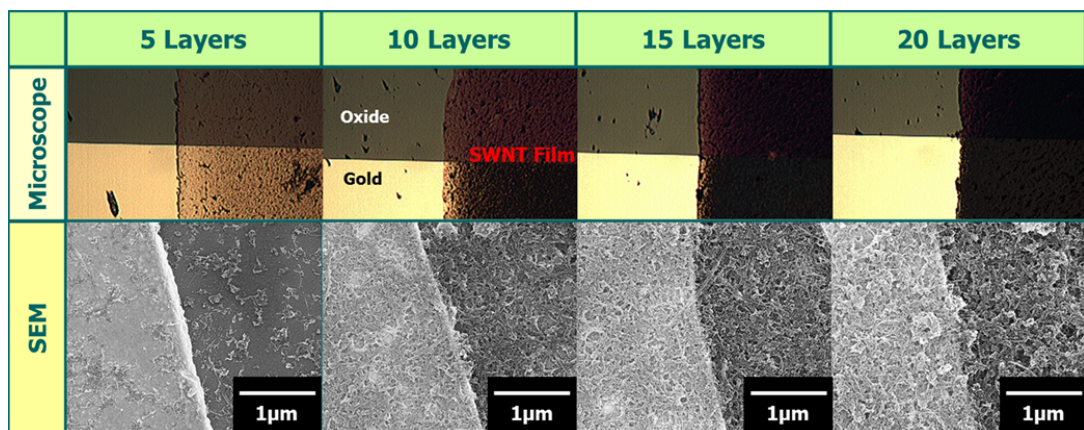 5 Layers
10 Layers
15 Layers
20 Layers
Microscope
Oxide
SWNT Film
Gold
SEM
1μm
1μm
1μm
1μm